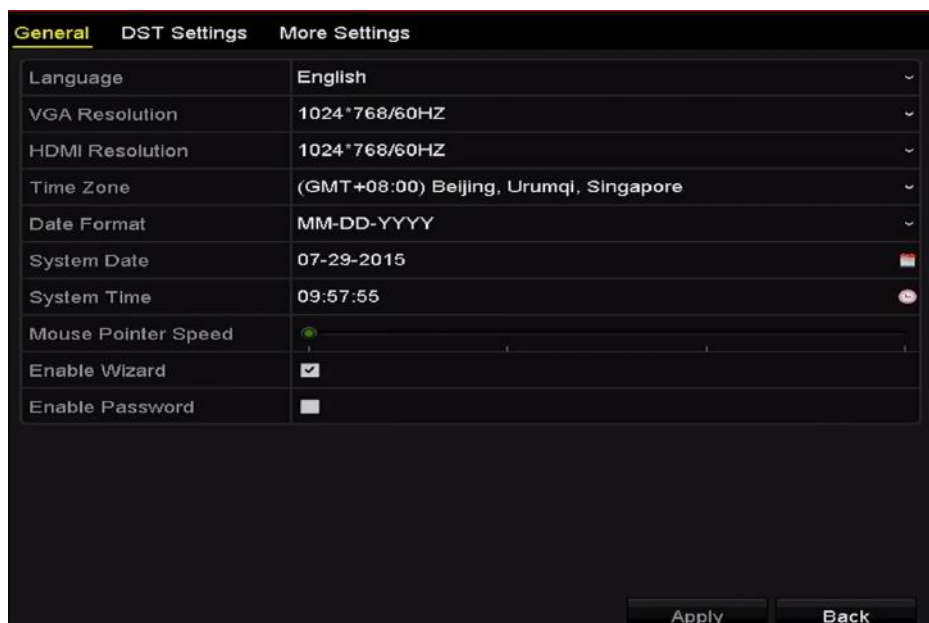 General DST Settings More Settings
Language English
VGA Resolution 1024*768/60HZ
HDMI Resolution 1024*768/60HZ
Time Zone (GMT+08:00) Beijing, Urumqi, Singapore
Date Format MM-DD-YYYY
System Date 07-29-2015
System Time 09:57:55
Mouse Pointer Speed
Enable Wizard
Enable Password
Apply Back